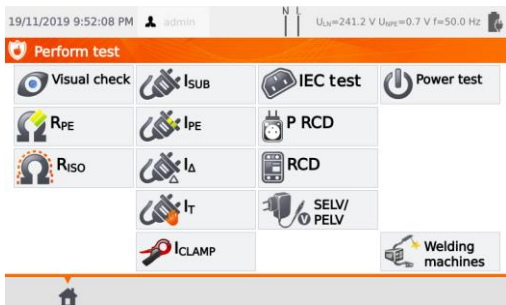 19/11/2019 9:52:08 PM admin N L ULN=241.2 V UNPE=0.7 V f=50.0 Hz
Perform test
Visual check ISUB IEC test Power test
RPE IPE P RCD
RISO IΔ RCD
IT SELV/
PELV
ICLAMP Welding
machines